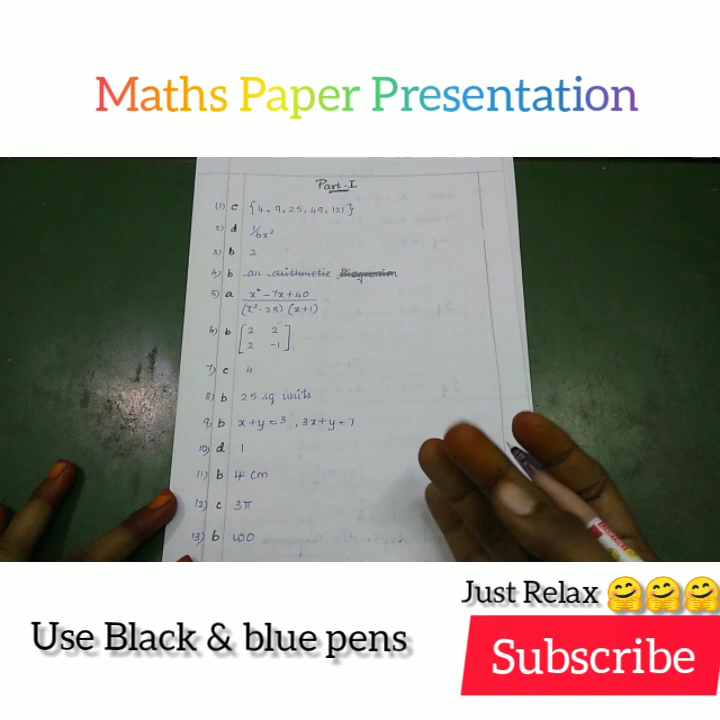 Maths Paper Presentation
Part-I
(1) c {4, 9, 25, 49, 121}
2) d 1/9x²
3) b 2
4) b an arithmetic Progression
5) a x²-7x+40
(x²-25) (x+1)
6) b [2 2
2 -1]
7) c 4
8) b 25 sq units
9) b x+y=3, 3x+y=7
10) d 1
11) b 4 cm
12) c 3π
13) b 100
Just Relax 🤗🤗🤗
Use Black & blue pens
Subscribe